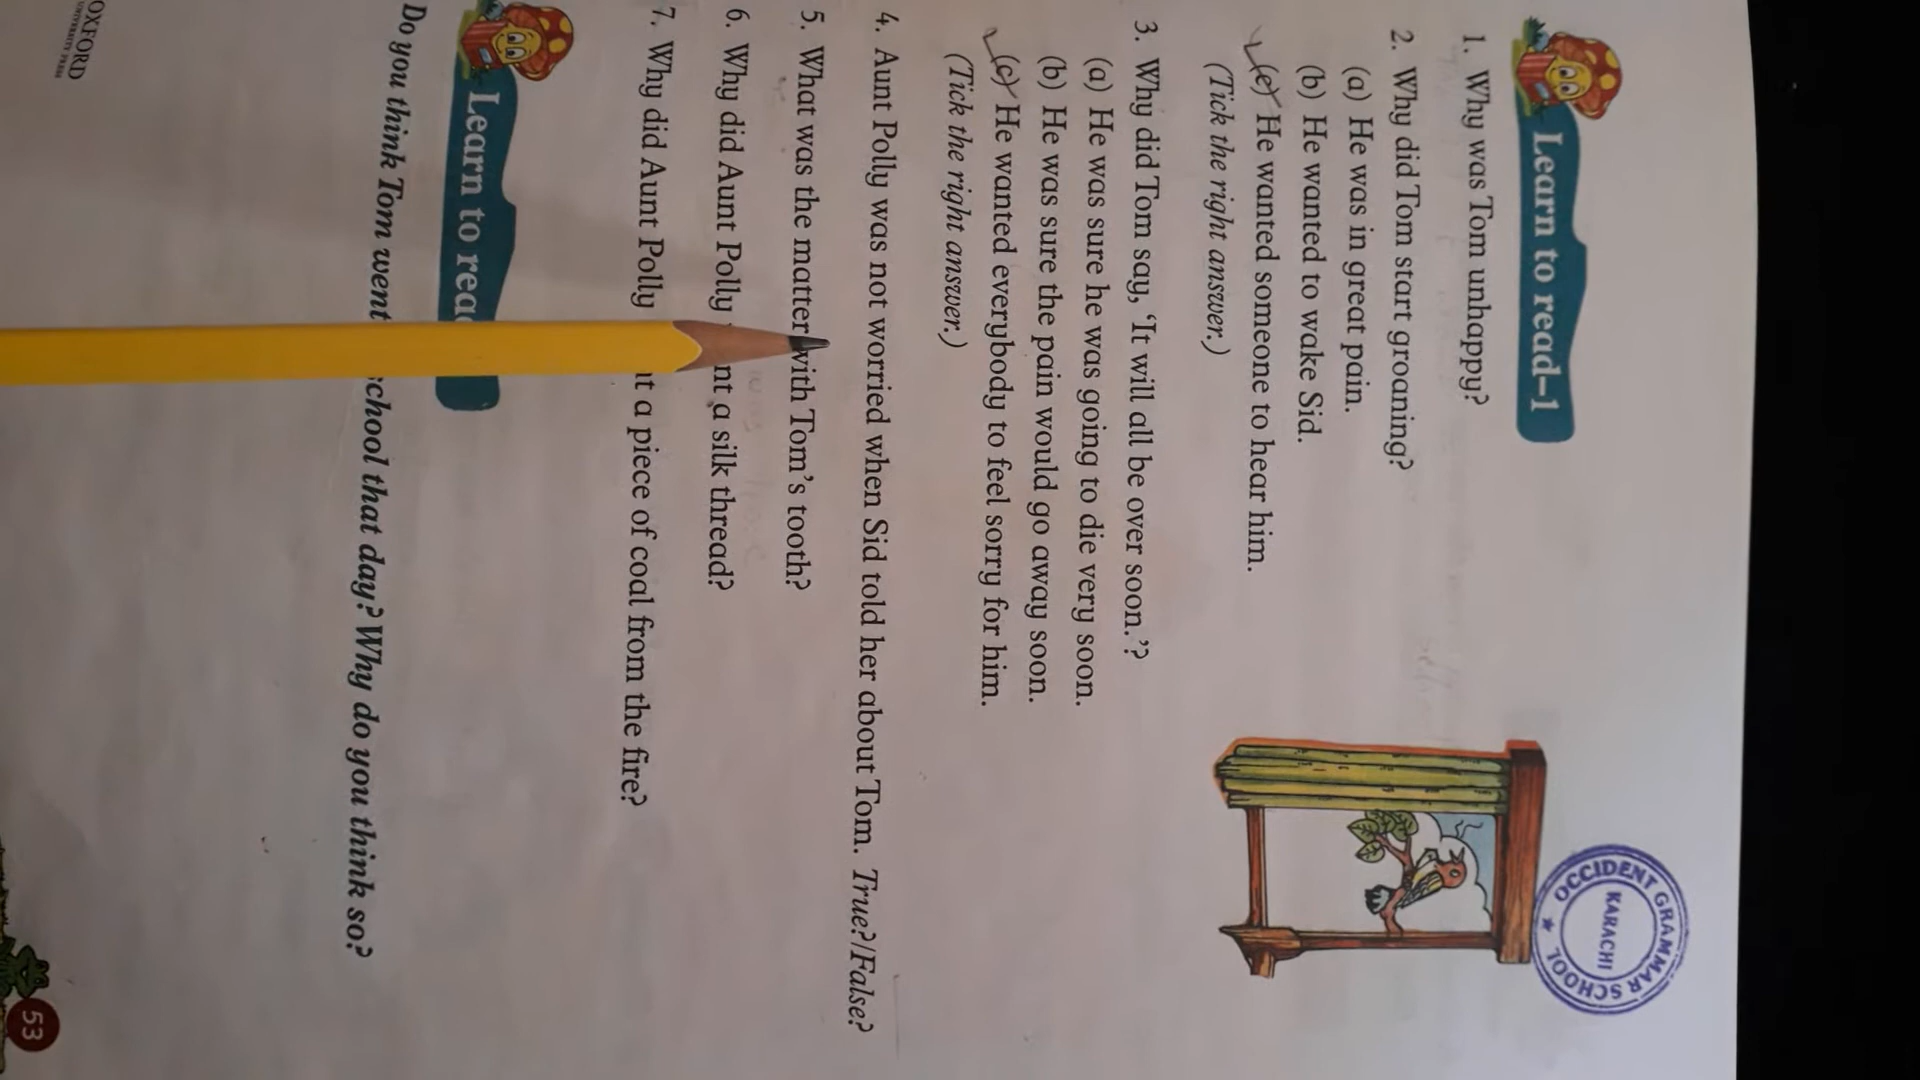 Learn to read–1
1. Why was Tom unhappy?
2. Why did Tom start groaning?
(a) He was in great pain.
(b) He wanted to wake Sid.
(c) He wanted someone to hear him.
(Tick the right answer.)
3. Why did Tom say, ‘It will all be over soon.’?
(a) He was sure he was going to die very soon.
(b) He was sure the pain would go away soon.
(c) He wanted everybody to feel sorry for him.
(Tick the right answer.)
4. Aunt Polly was not worried when Sid told her about Tom. True?/False?
5. What was the matter with Tom’s tooth?
6. Why did Aunt Polly nt a silk thread?
7. Why did Aunt Polly nt a piece of coal from the fire?
Learn to rea
Do you think Tom went chool that day? Why do you think so?
OXFORD
UNIVERSITY PRESS
53
OCCIDENT GRAMMAR SCHOOL
KARACHI